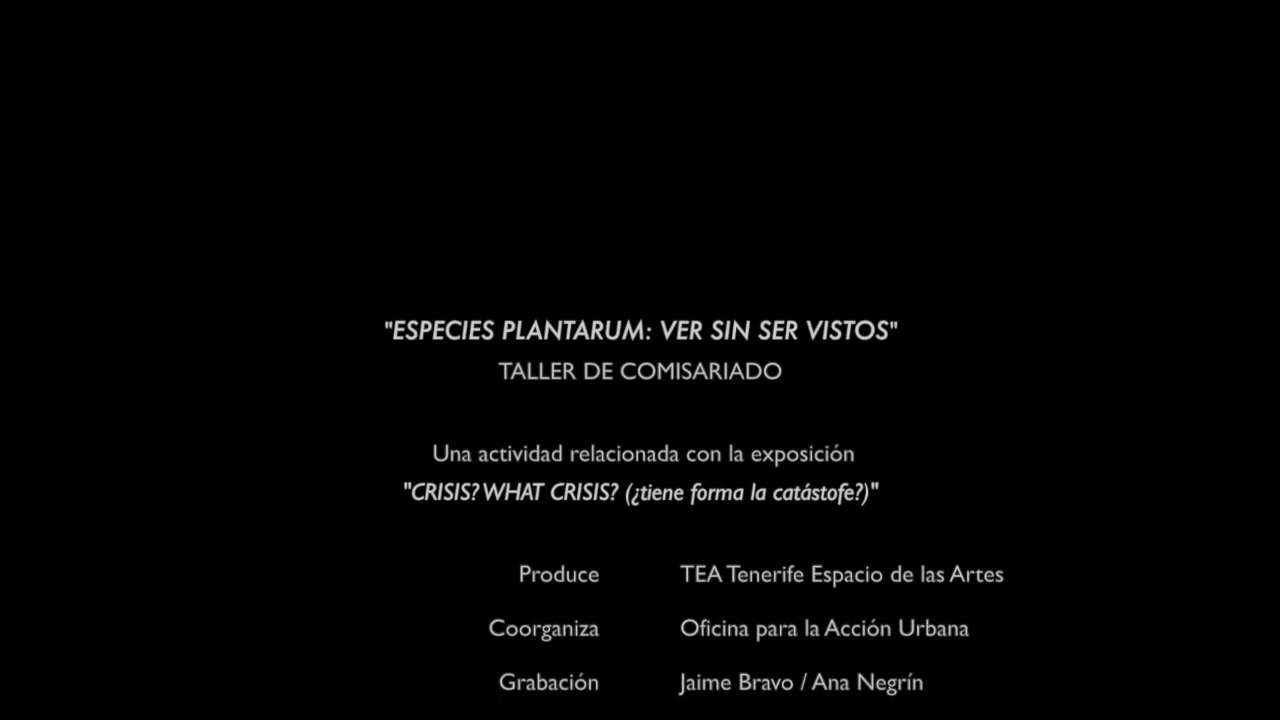 "ESPECIES PLANTARUM: VER SIN SER VISTOS"
TALLER DE COMISARIADO
Una actividad relacionada con la exposición
"CRISIS? WHAT CRISIS? (¿tiene forma la catástofe?)"
Produce TEA Tenerife Espacio de las Artes
Coorganiza Oficina para la Acción Urbana
Grabación Jaime Bravo / Ana Negrín